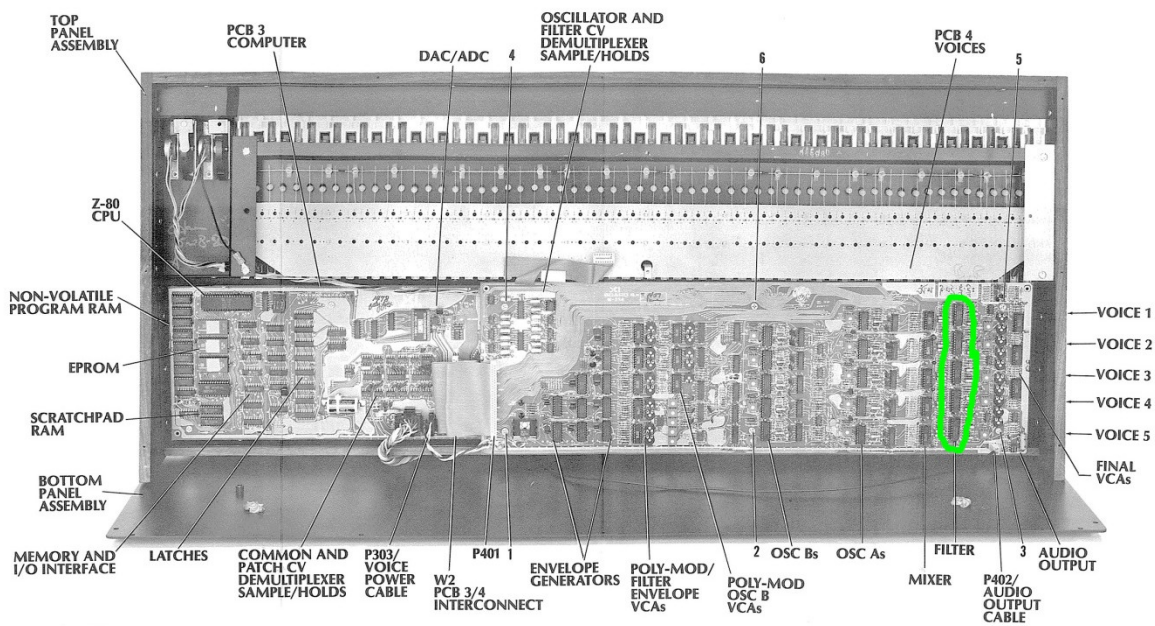 TOP
PANEL
ASSEMBLY
PCB 3
COMPUTER
DAC/ADC
4
OSCILLATOR AND
FILTER CV
DEMULTIPLEXER
SAMPLE/HOLDS
6
PCB 4
VOICES
5
Z-80
CPU
NON-VOLATILE
PROGRAM RAM
EPROM
SCRATCHPAD
RAM
BOTTOM
PANEL
ASSEMBLY
VOICE 1
VOICE 2
VOICE 3
VOICE 4
VOICE 5
FINAL
VCAs
MEMORY AND
I/O INTERFACE
LATCHES
COMMON AND
PATCH CV
DEMULTIPLEXER
SAMPLE/HOLDS
P303/
VOICE
POWER
CABLE
W2
PCB 3/4
INTERCONNECT
P401
1
ENVELOPE
GENERATORS
POLY-MOD/
FILTER
ENVELOPE
VCAs
POLY-MOD
OSC B
VCAs
2
OSC Bs
OSC As
MIXER
FILTER
P402/
AUDIO
OUTPUT
CABLE
3
AUDIO
OUTPUT